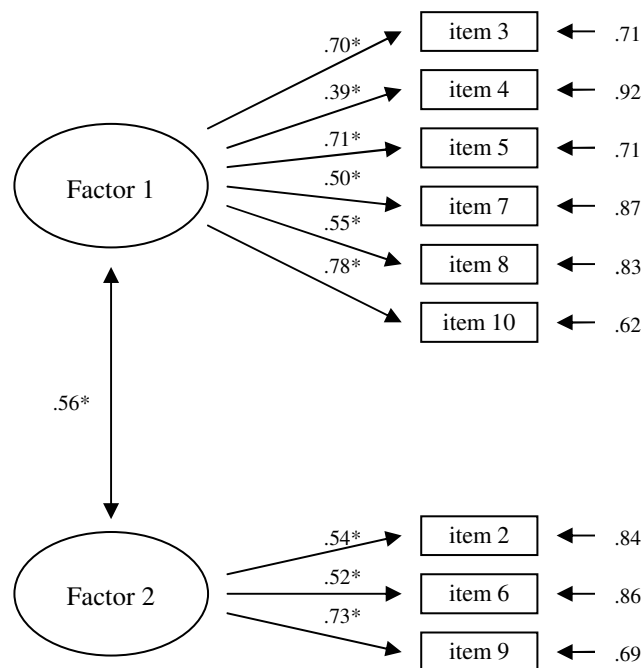 .70*
item 3
.71
.39*
item 4
.92
.71*
item 5
.71
Factor 1
.50*
item 7
.87
.55*
item 8
.83
.78*
item 10
.62
.56*
.54*
item 2
.84
Factor 2
.52*
item 6
.86
.73*
item 9
.69